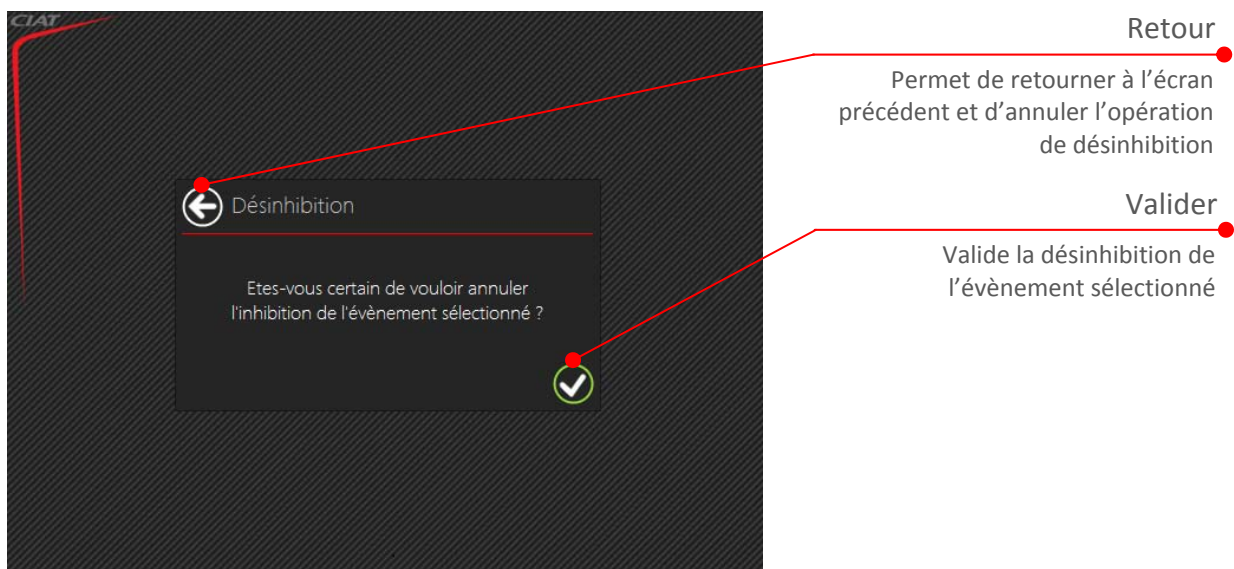 CIAT
Retour
Permet de retourner à l’écran
précédent et d’annuler l’opération
de désinhibition
Désinhibition
Valider
Valide la désinhibition de
l’évènement sélectionné
Etes-vous certain de vouloir annuler
l'inhibition de l'évènement sélectionné ?